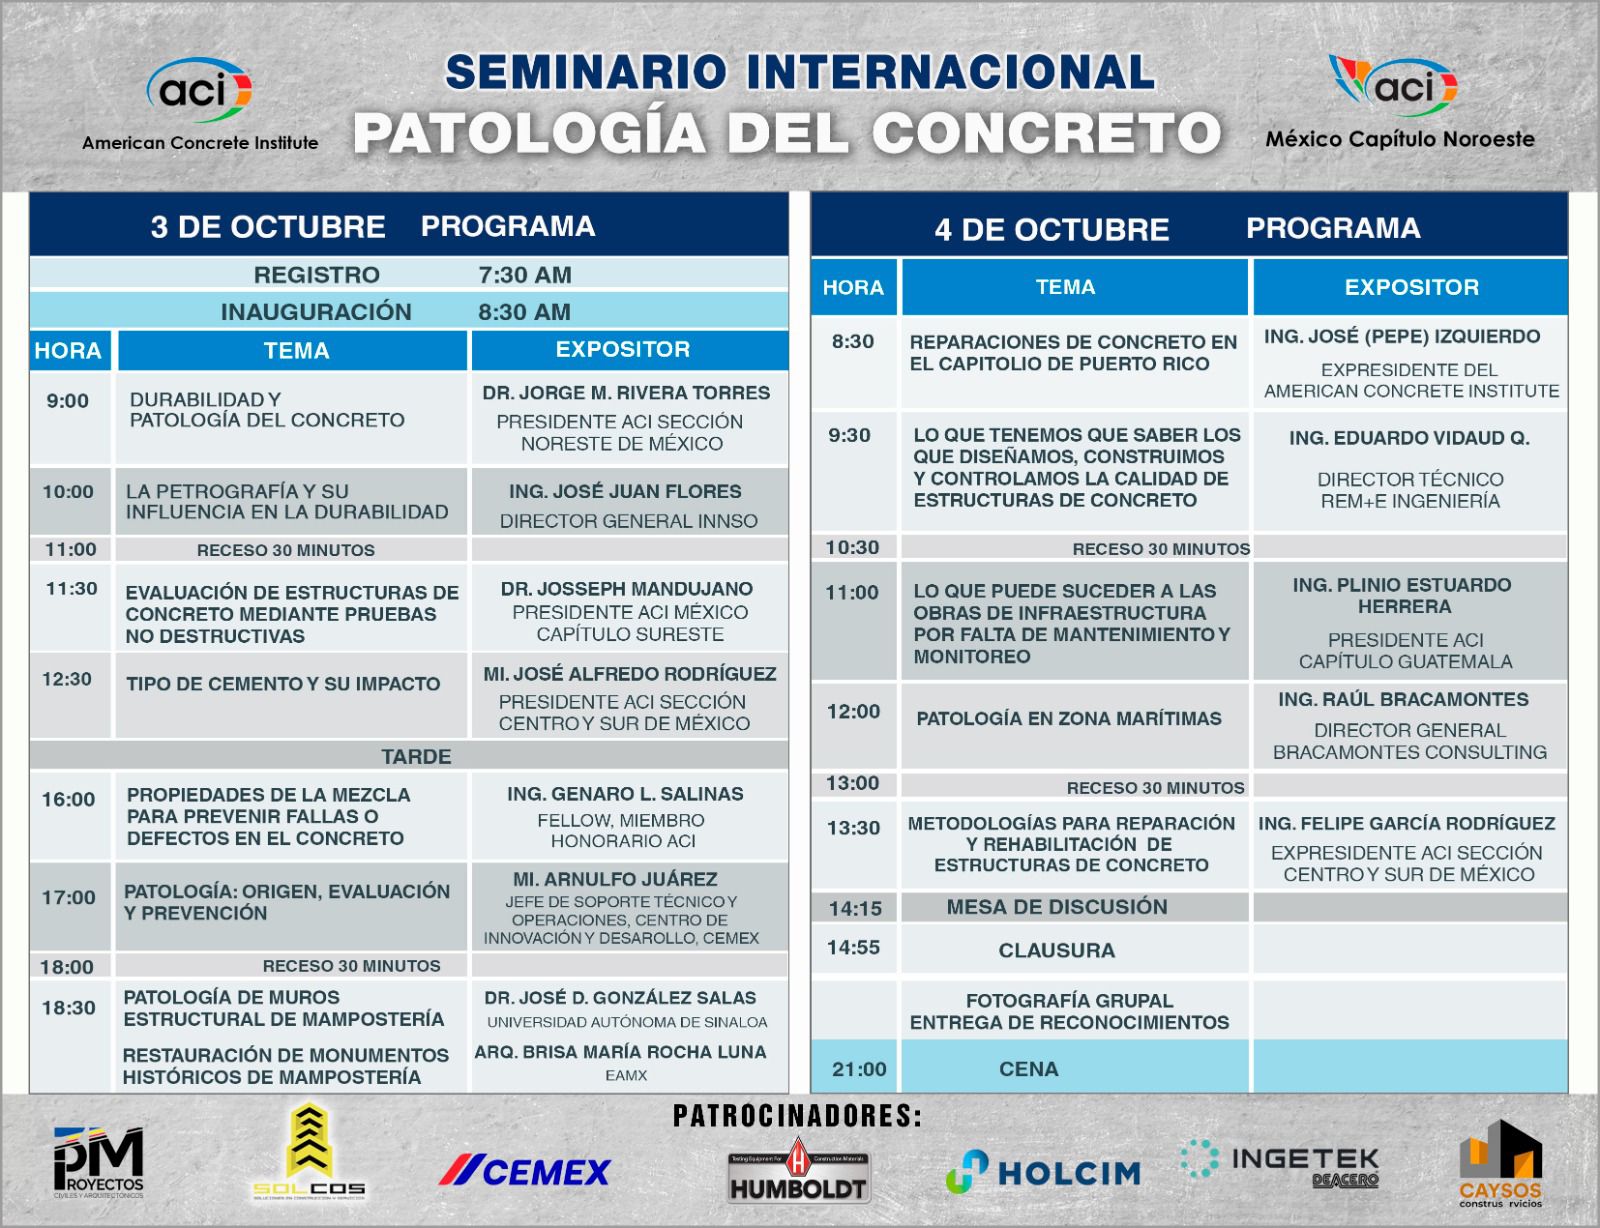 aci
American Concrete Institute
SEMINARIO INTERNACIONAL
PATOLOGÍA DEL CONCRETO
aci
México Capítulo Noroeste
3 DE OCTUBRE PROGRAMA
REGISTRO 7:30 AM
INAUGURACIÓN 8:30 AM
HORA TEMA EXPOSITOR
9:00
DURABILIDAD Y
PATOLOGÍA DEL CONCRETO
DR. JORGE M. RIVERA TORRES
PRESIDENTE ACI SECCIÓN
NORESTE DE MÉXICO
10:00
LA PETROGRAFÍA Y SU
INFLUENCIA EN LA DURABILIDAD
ING. JOSÉ JUAN FLORES
DIRECTOR GENERAL INNSO
11:00 RECESO 30 MINUTOS
11:30
EVALUACIÓN DE ESTRUCTURAS DE
CONCRETO MEDIANTE PRUEBAS
NO DESTRUCTIVAS
DR. JOSSEPH MANDUJANO
PRESIDENTE ACI MÉXICO
CAPÍTULO SURESTE
12:30
TIPO DE CEMENTO Y SU IMPACTO
MI. JOSÉ ALFREDO RODRÍGUEZ
PRESIDENTE ACI SECCIÓN
CENTRO Y SUR DE MÉXICO
TARDE
16:00
PROPIEDADES DE LA MEZCLA
PARA PREVENIR FALLAS O
DEFECTOS EN EL CONCRETO
ING. GENARO L. SALINAS
FELLOW, MIEMBRO
HONORARIO ACI
17:00
PATOLOGÍA: ORIGEN, EVALUACIÓN
Y PREVENCIÓN
MI. ARNULFO JUÁREZ
JEFE DE SOPORTE TÉCNICO Y
OPERACIONES, CENTRO DE
INNOVACIÓN Y DESAROLLO, CEMEX
18:00 RECESO 30 MINUTOS
18:30
PATOLOGÍA DE MUROS
ESTRUCTURAL DE MAMPOSTERÍA
DR. JOSÉ D. GONZÁLEZ SALAS
UNIVERSIDAD AUTÓNOMA DE SINALOA
RESTAURACIÓN DE MONUMENTOS
HISTÓRICOS DE MAMPOSTERÍA
ARQ. BRISA MARÍA ROCHA LUNA
EAMX
4 DE OCTUBRE PROGRAMA
HORA TEMA EXPOSITOR
8:30
REPARACIONES DE CONCRETO EN
EL CAPITOLIO DE PUERTO RICO
ING. JOSÉ (PEPE) IZQUIERDO
EXPRESIDENTE DEL
AMERICAN CONCRETE INSTITUTE
9:30
LO QUE TENEMOS QUE SABER LOS
QUE DISEÑAMOS, CONSTRUIMOS
Y CONTROLAMOS LA CALIDAD DE
ESTRUCTURAS DE CONCRETO
ING. EDUARDO VIDAUD Q.
DIRECTOR TÉCNICO
REM+E INGENIERÍA
10:30 RECESO 30 MINUTOS
11:00
LO QUE PUEDE SUCEDER A LAS
OBRAS DE INFRAESTRUCTURA
POR FALTA DE MANTENIMIENTO Y
MONITOREO
ING. PLINIO ESTUARDO
HERRERA
PRESIDENTE ACI
CAPÍTULO GUATEMALA
12:00
PATOLOGÍA EN ZONA MARÍTIMAS
ING. RAÚL BRACAMONTES
DIRECTOR GENERAL
BRACAMONTES CONSULTING
13:00 RECESO 30 MINUTOS
13:30
METODOLOGÍAS PARA REPARACIÓN
Y REHABILITACIÓN DE
ESTRUCTURAS DE CONCRETO
ING. FELIPE GARCÍA RODRÍGUEZ
EXPRESIDENTE ACI SECCIÓN
CENTRO Y SUR DE MÉXICO
14:15 MESA DE DISCUSIÓN
14:55 CLAUSURA
FOTOGRAFÍA GRUPAL
ENTREGA DE RECONOCIMIENTOS
21:00 CENA
PATROCINADORES:
PM
ROYECTOS
CIVILES Y ARQUITECTONICOS
SOLCOS
SOLUCIONES EN CONSTRUCCION Y SERVICIOS
CEMEX
Testing Equipment For Construction Materials
H
HUMBOLDT
HOLCIM
INGETEK
DEACERO
CAYSOS
construs rvicios